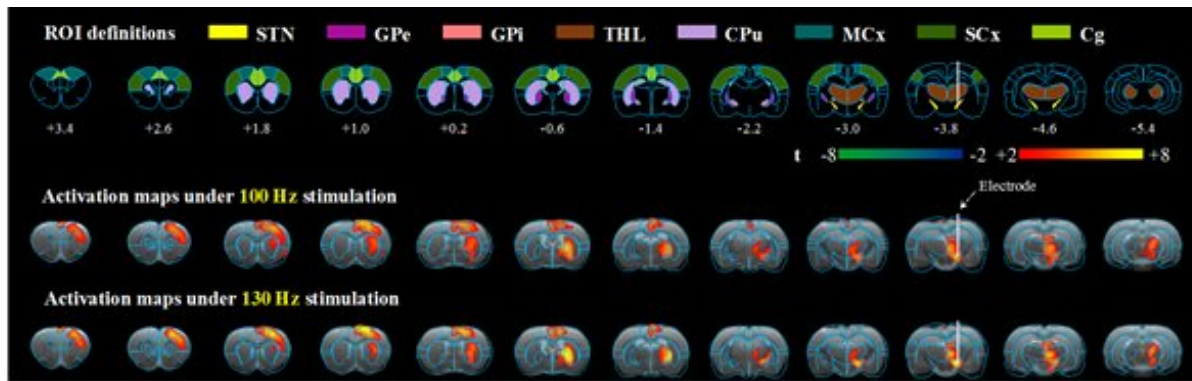 ROI definitions STN GPe GPi THL CPu MCx SCx Cg
+3.4 +2.6 +1.8 +1.0 +0.2 -0.6 -1.4 -2.2 -3.0 -3.8 -4.6 -5.4
t -8 -2 +2 +8
Electrode
Activation maps under 100 Hz stimulation
Activation maps under 130 Hz stimulation